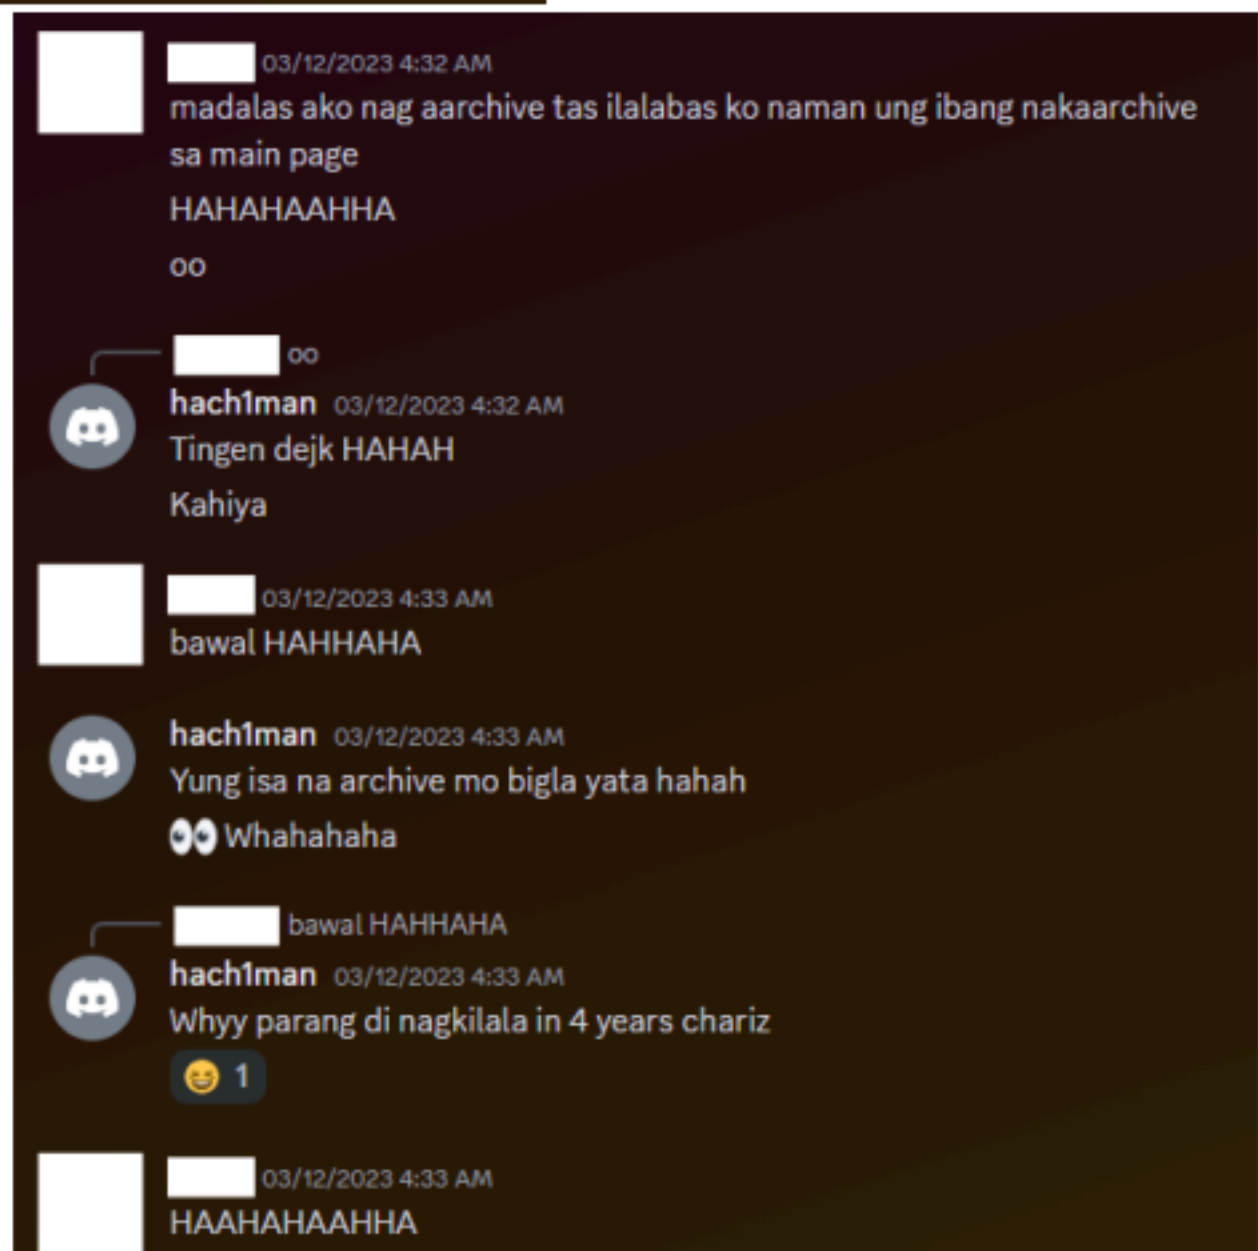 03/12/2023 4:32 AM
madalas ako nag aarchive tas ilalabas ko naman ung ibang nakaarchive
sa main page
HAHAHAAHHA
oo
oo
hach1man 03/12/2023 4:32 AM
Tingen dejk HAHAH
Kahiya
03/12/2023 4:33 AM
bawal HAHHAHA
hach1man 03/12/2023 4:33 AM
Yung isa na archive mo bigla yata hahah
👀 Whahahaha
bawal HAHHAHA
hach1man 03/12/2023 4:33 AM
Whyy parang di nagkilala in 4 years chariz
😄 1
03/12/2023 4:33 AM
HAAHAHAAHHA